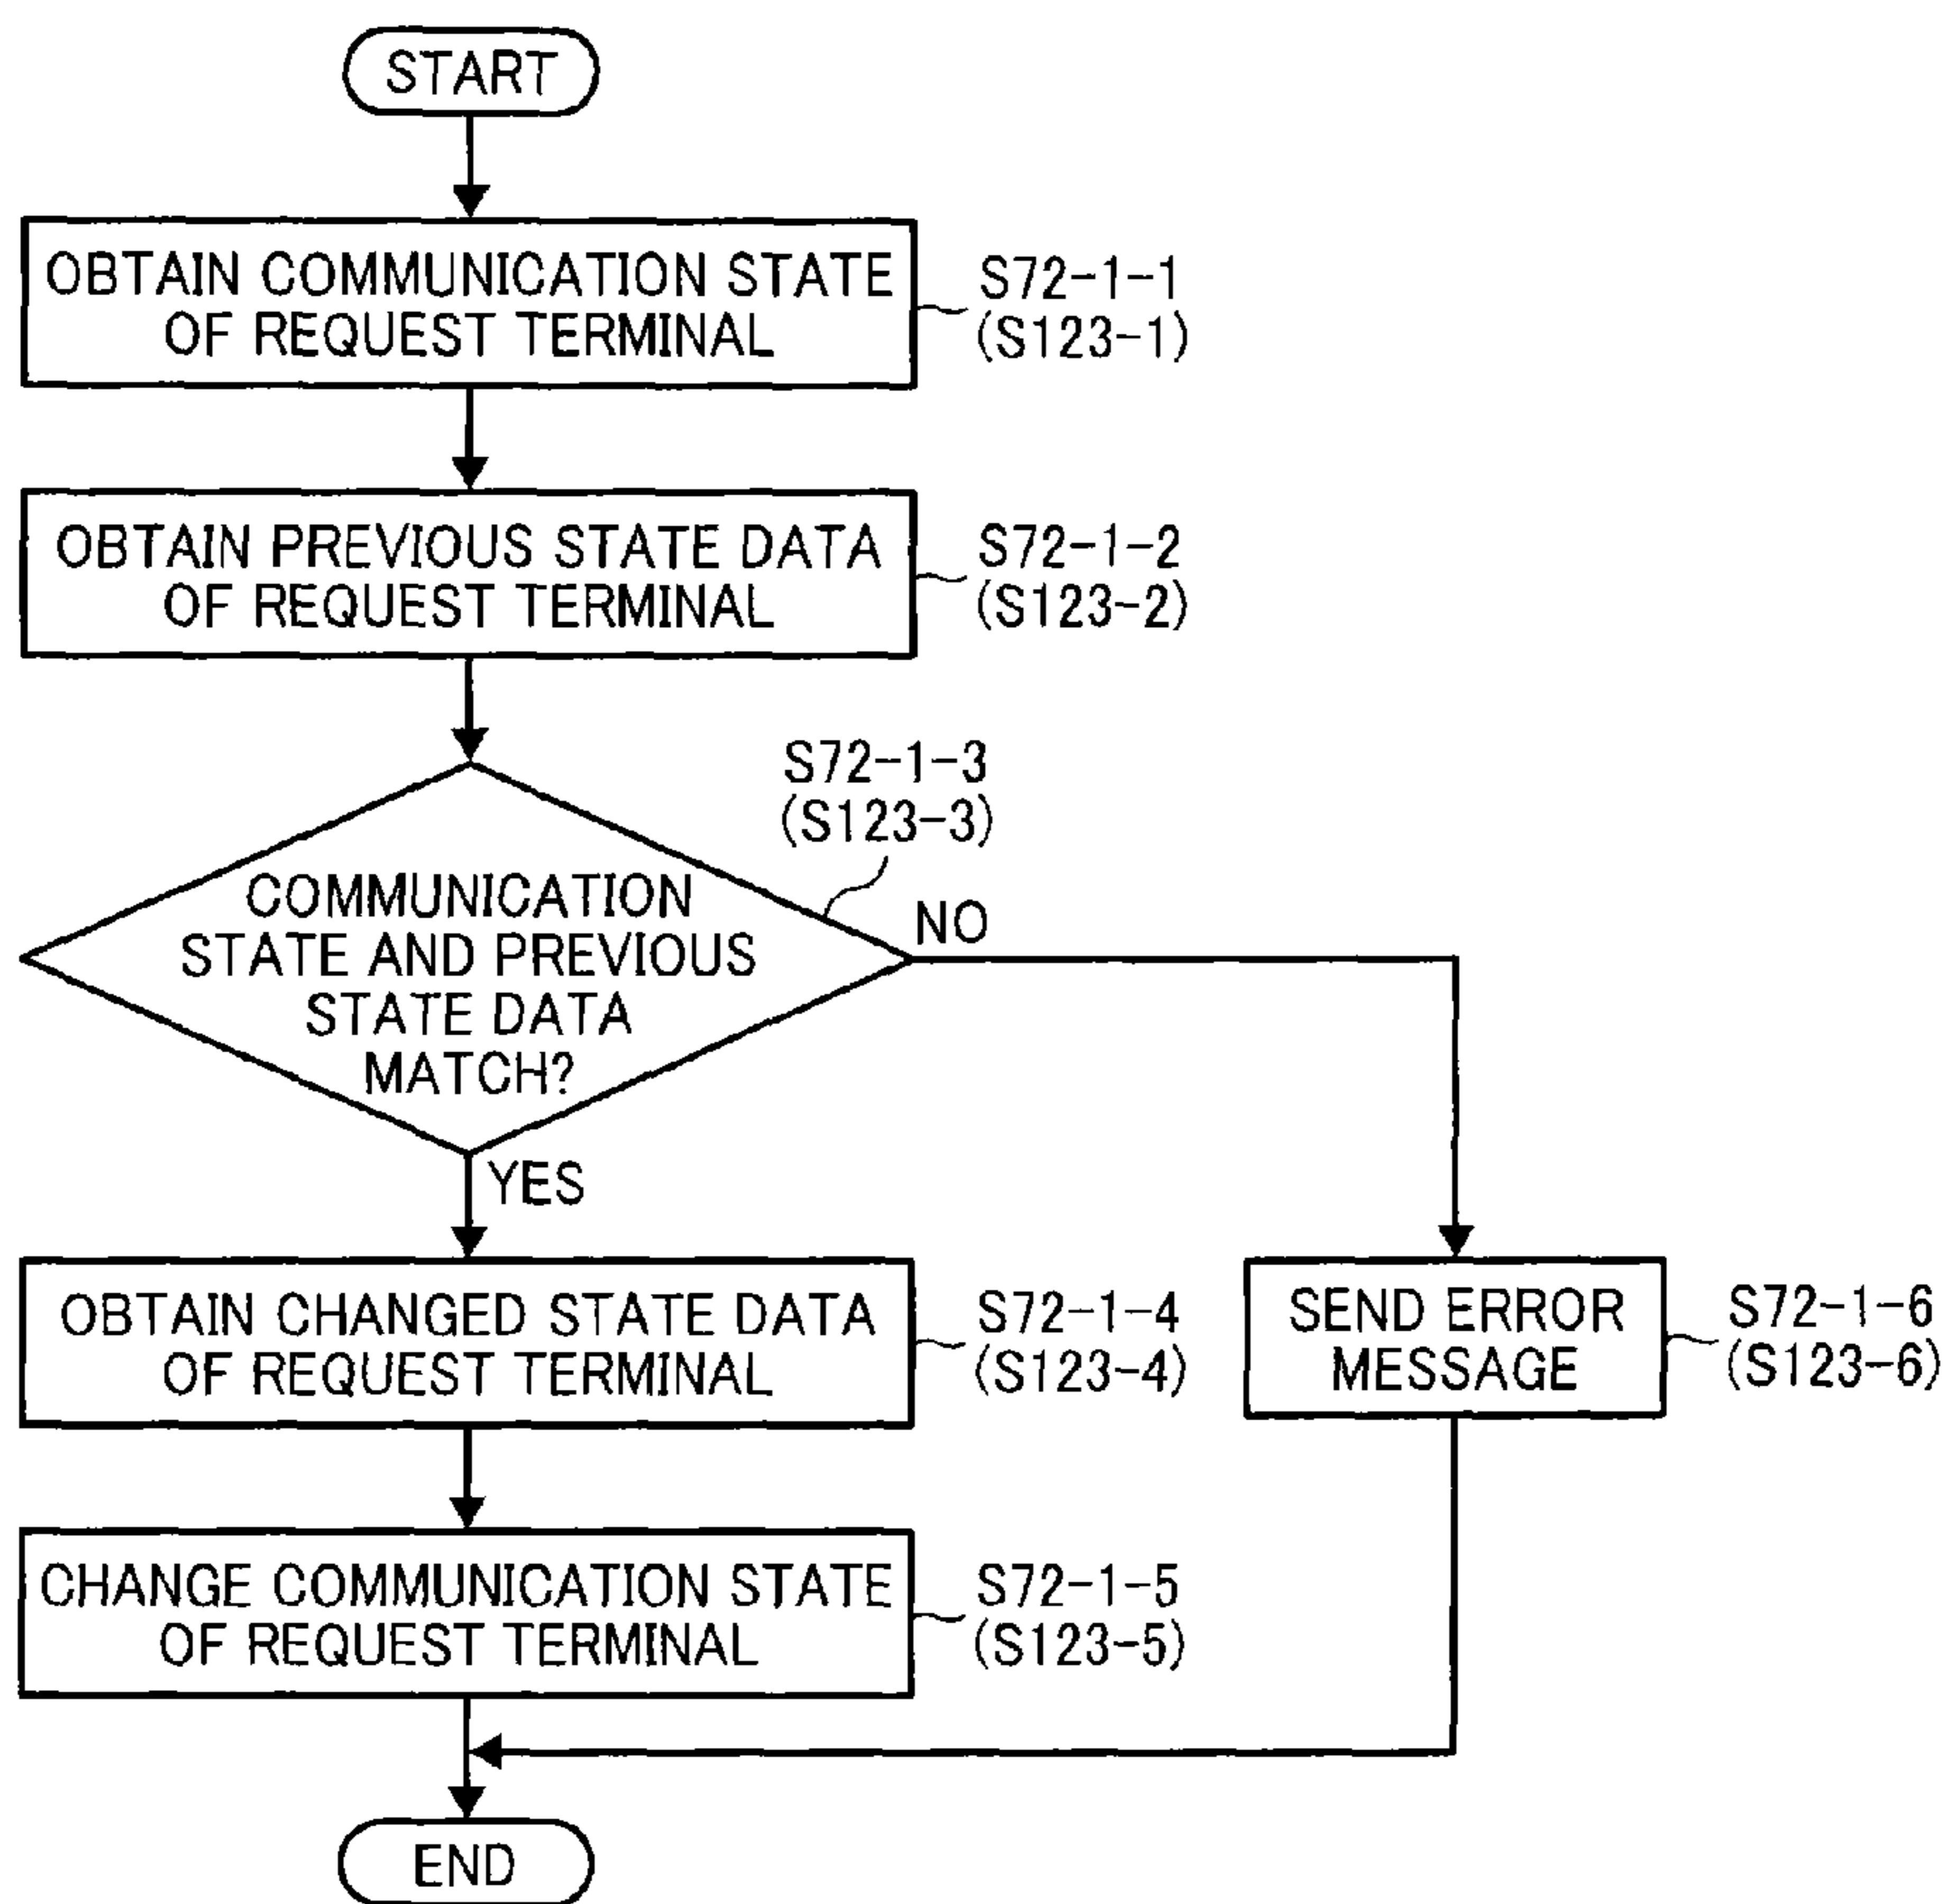 START
OBTAIN COMMUNICATION STATE
OF REQUEST TERMINAL
S72-1-1
(S123-1)
OBTAIN PREVIOUS STATE DATA
OF REQUEST TERMINAL
S72-1-2
(S123-2)
S72-1-3
(S123-3)
COMMUNICATION
STATE AND PREVIOUS
STATE DATA
MATCH?
NO
YES
OBTAIN CHANGED STATE DATA
OF REQUEST TERMINAL
S72-1-4
(S123-4)
SEND ERROR
MESSAGE
S72-1-6
(S123-6)
CHANGE COMMUNICATION STATE
OF REQUEST TERMINAL
S72-1-5
(S123-5)
END